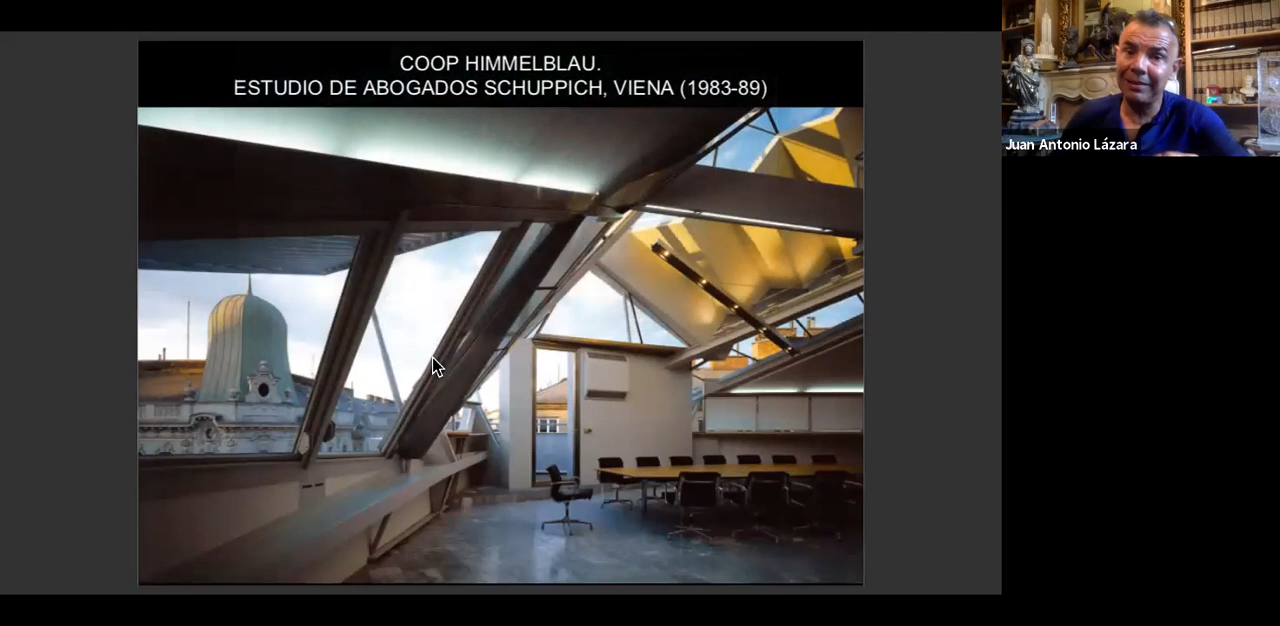 COOP HIMMELBLAU.
ESTUDIO DE ABOGADOS SCHUPPICH, VIENA (1983-89)
Juan Antonio Lázara